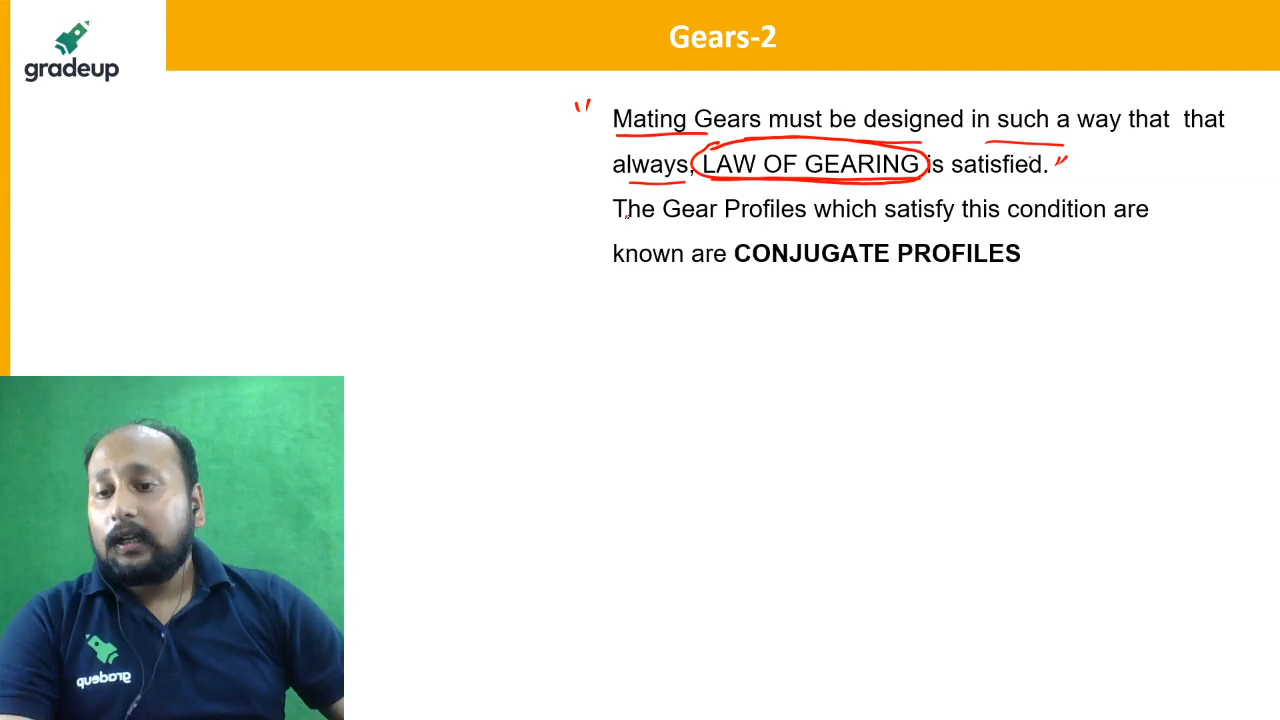 gradeup
Gears-2
Mating Gears must be designed in such a way that that
always, LAW OF GEARING is satisfied.
The Gear Profiles which satisfy this condition are
known are CONJUGATE PROFILES
gradeup